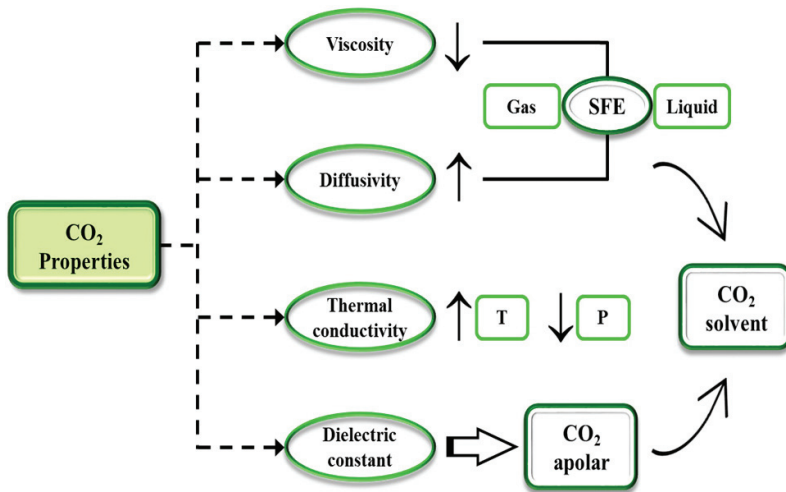 Viscosity
Gas
SFE
Liquid
Diffusivity
CO₂
Properties
Thermal
conductivity
T
P
CO₂
solvent
Dielectric
constant
CO₂
apolar